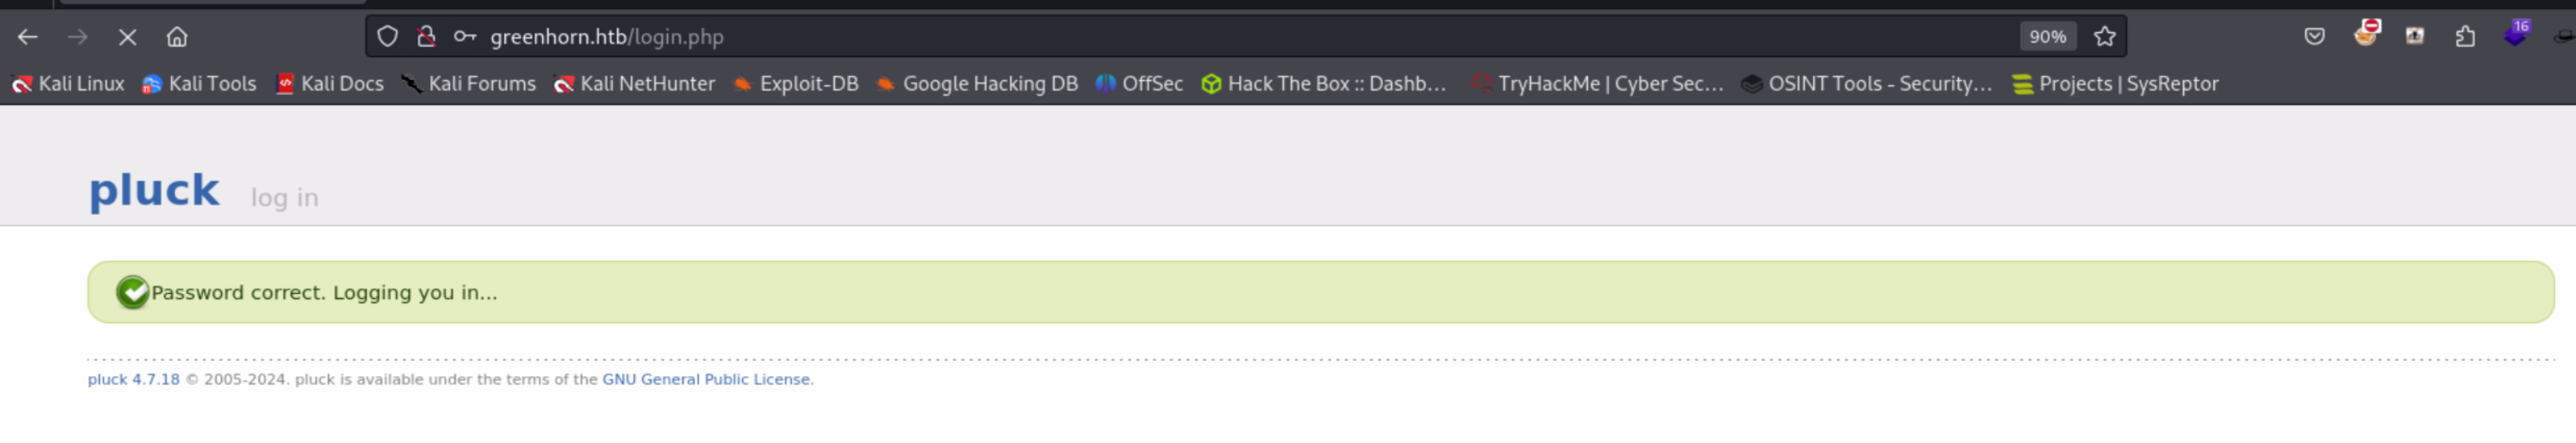 greenhorn.htb/login.php 90% 16
Kali Linux Kali Tools Kali Docs Kali Forums Kali NetHunter Exploit-DB Google Hacking DB OffSec Hack The Box :: Dashb... TryHackMe | Cyber Sec... OSINT Tools - Security... Projects | SysReptor
pluck log in
Password correct. Logging you in...
pluck 4.7.18 © 2005-2024. pluck is available under the terms of the GNU General Public License.